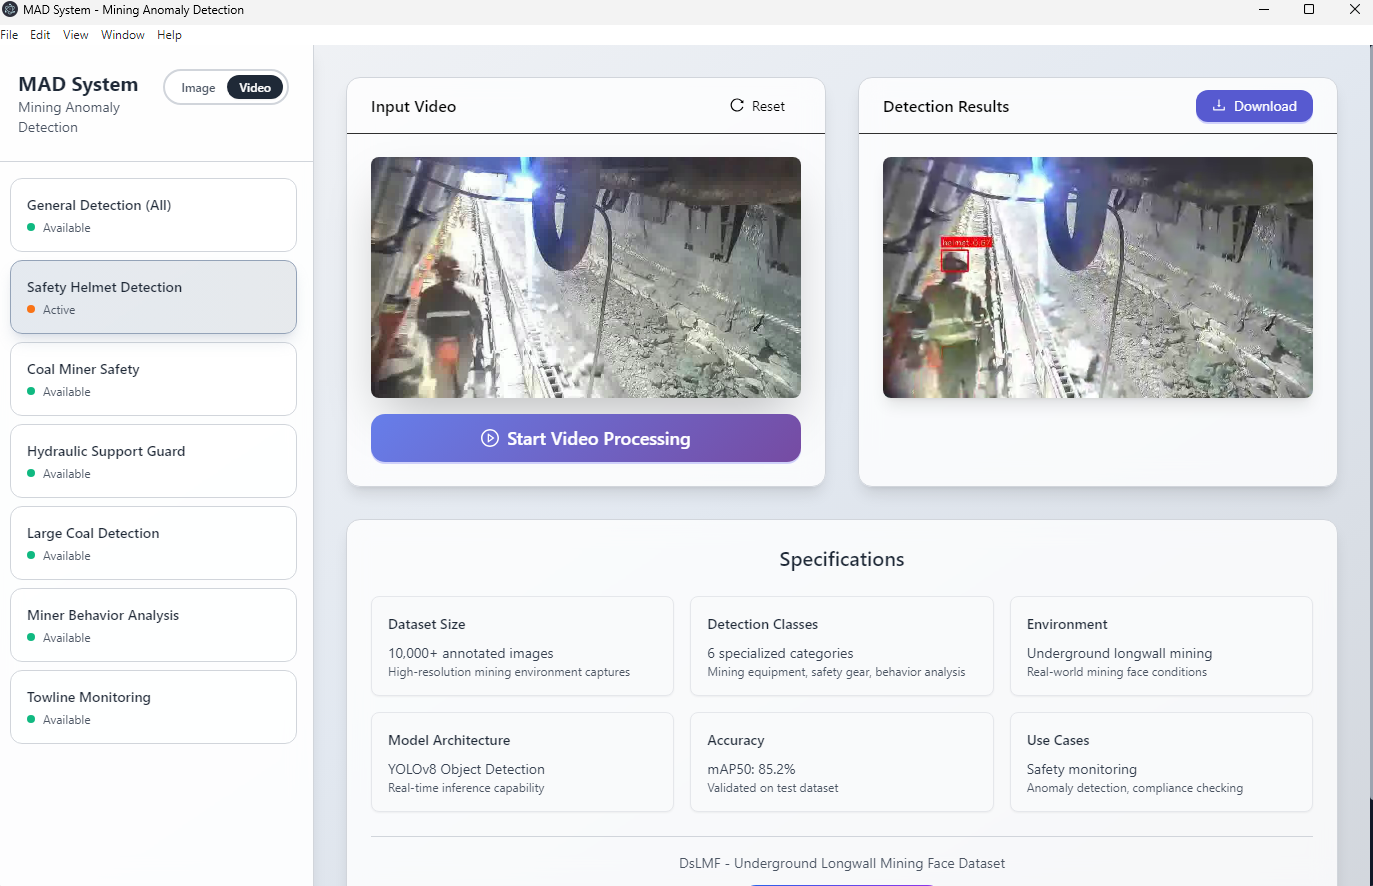 MAD System - Mining Anomaly Detection
File Edit View Window Help
MAD System
Mining Anomaly
Detection
Image Video
General Detection (All)
Available
Safety Helmet Detection
Active
Coal Miner Safety
Available
Hydraulic Support Guard
Available
Large Coal Detection
Available
Miner Behavior Analysis
Available
Towline Monitoring
Available
Input Video
Reset
Start Video Processing
Detection Results
Download
helmet 0.67
Specifications
Dataset Size
10,000+ annotated images
High-resolution mining environment captures
Detection Classes
6 specialized categories
Mining equipment, safety gear, behavior analysis
Environment
Underground longwall mining
Real-world mining face conditions
Model Architecture
YOLOv8 Object Detection
Real-time inference capability
Accuracy
mAP50: 85.2%
Validated on test dataset
Use Cases
Safety monitoring
Anomaly detection, compliance checking
DsLMF - Underground Longwall Mining Face Dataset